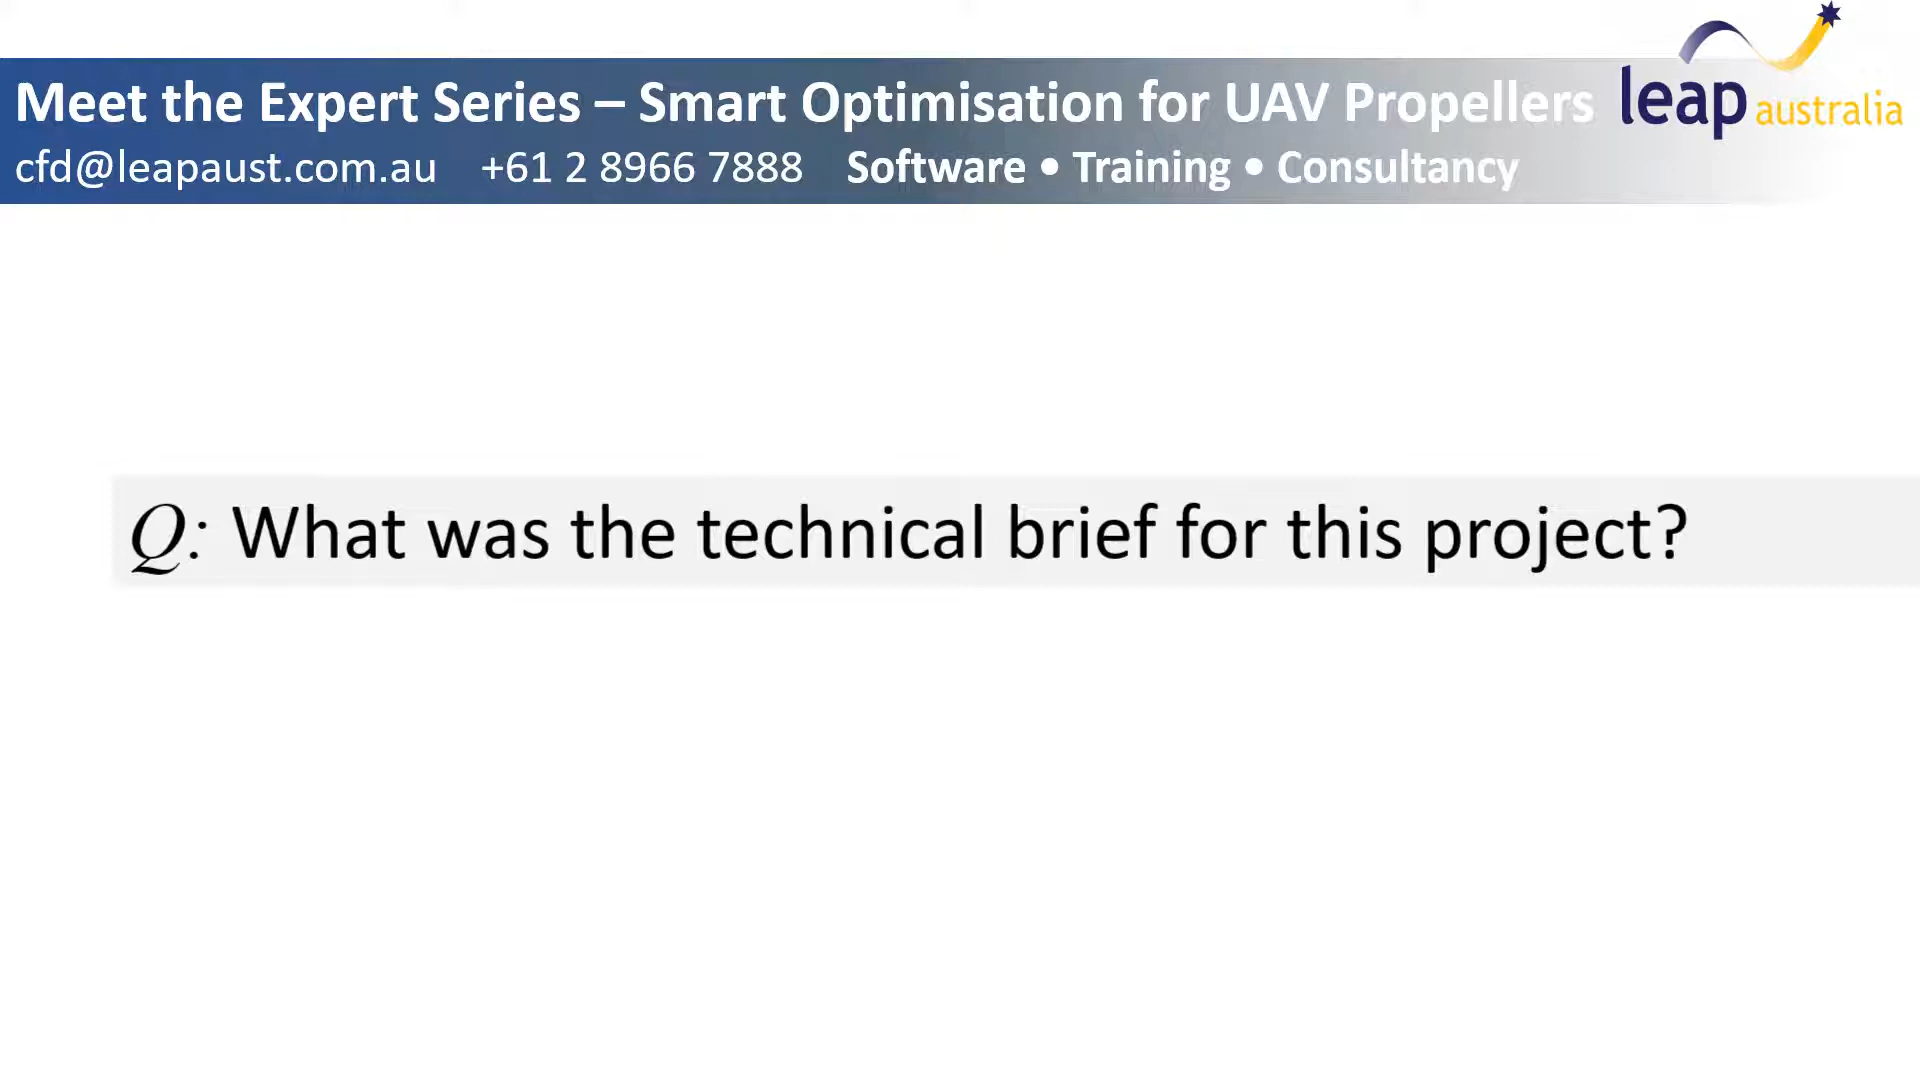 Meet the Expert Series – Smart Optimisation for UAV Propellers
leap australia
cfd@leapaust.com.au +61 2 8966 7888 Software • Training • Consultancy
Q: What was the technical brief for this project?